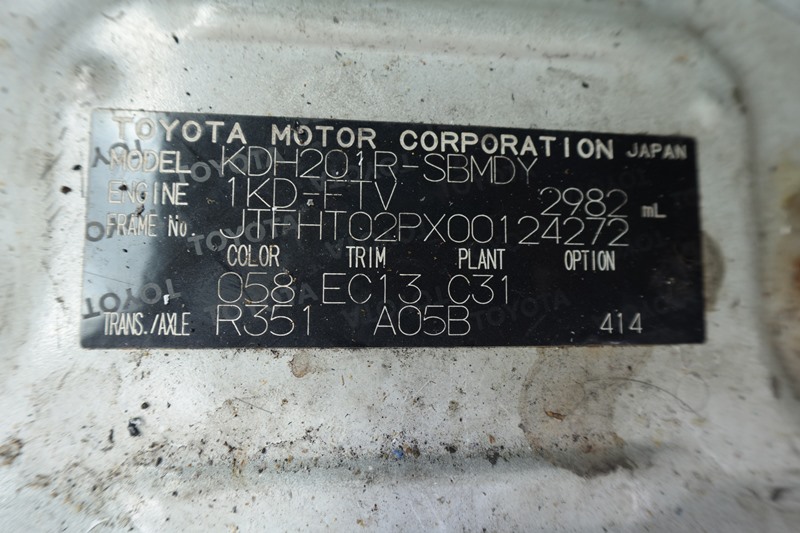 TOYOTA MOTOR CORPORATION JAPAN
MODEL KDH201R-SBMDY
ENGINE 1KD-FTV 2982 mL
FRAME No. JTFHT02PX00124272
COLOR TRIM PLANT OPTION
058 EC13 C31
TRANS./AXLE R351 A05B 414